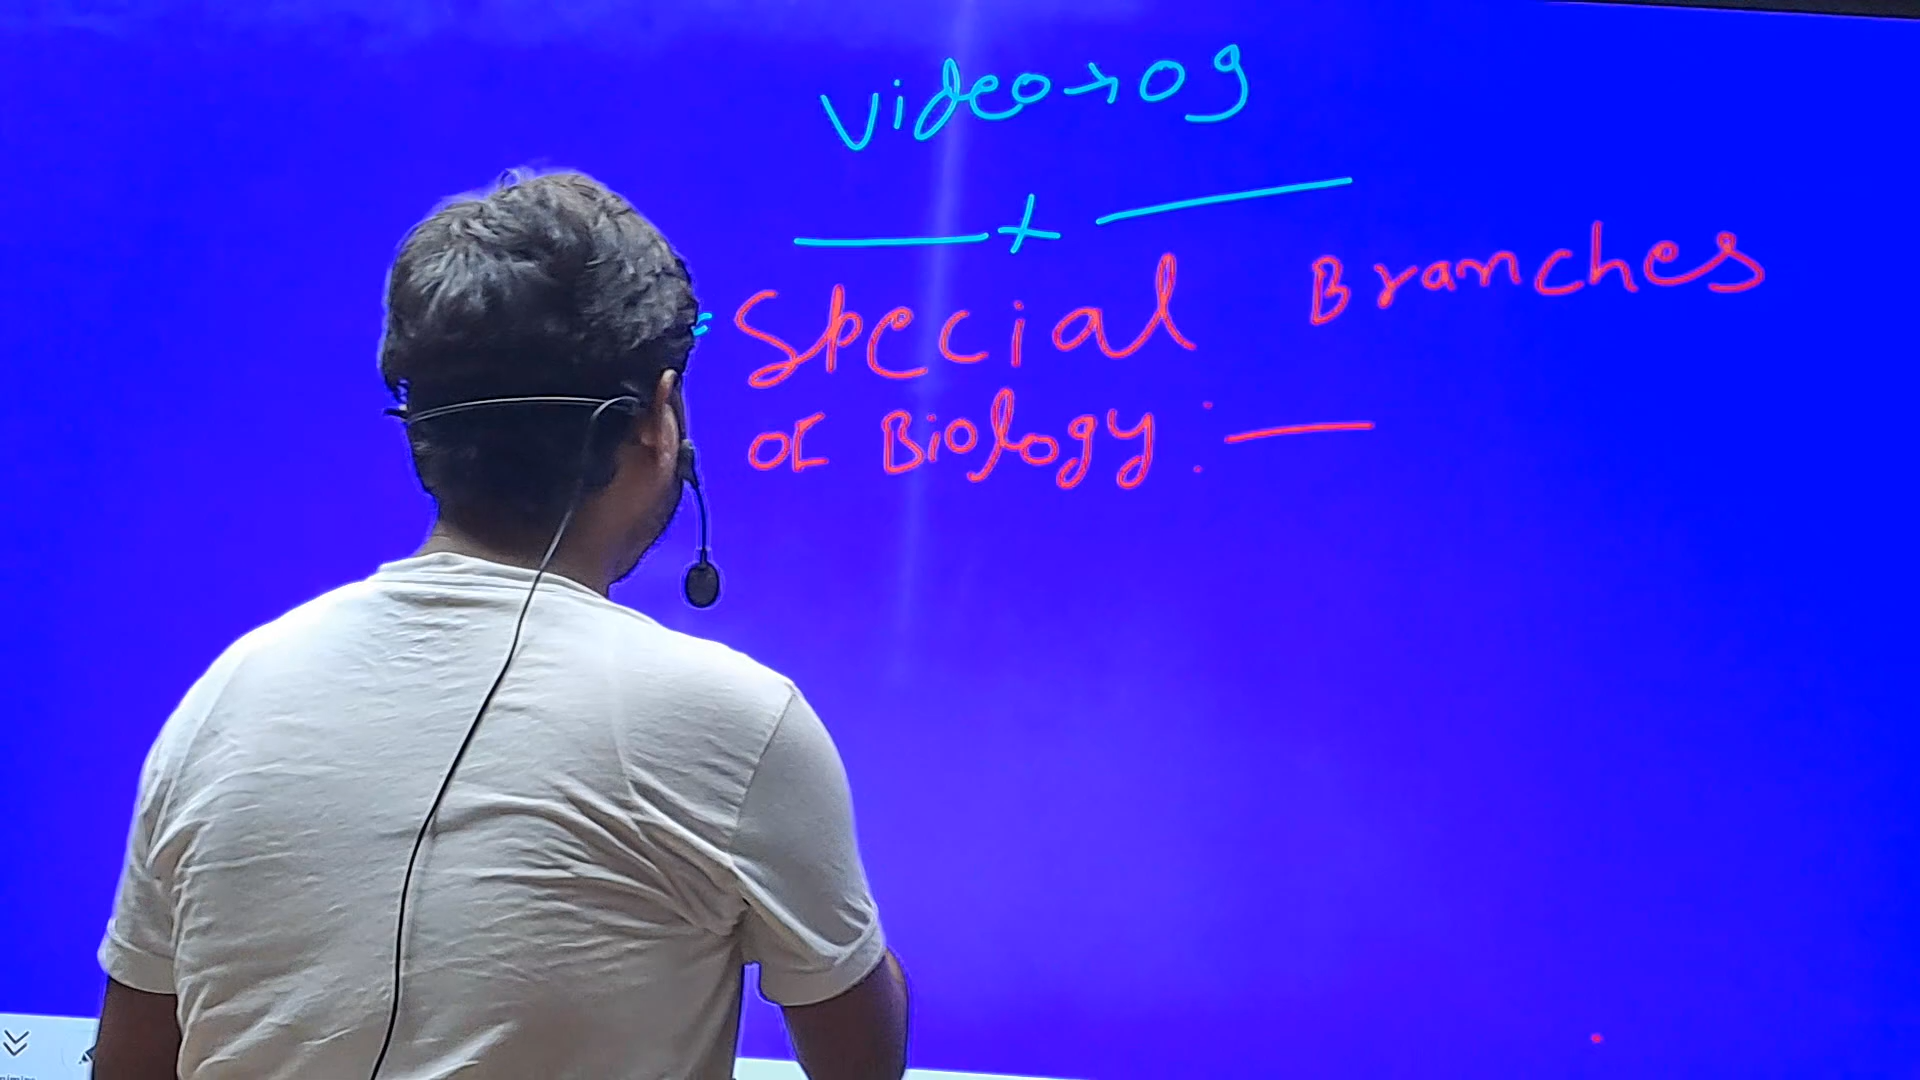 Video→09
Special Branches
of Biology:—